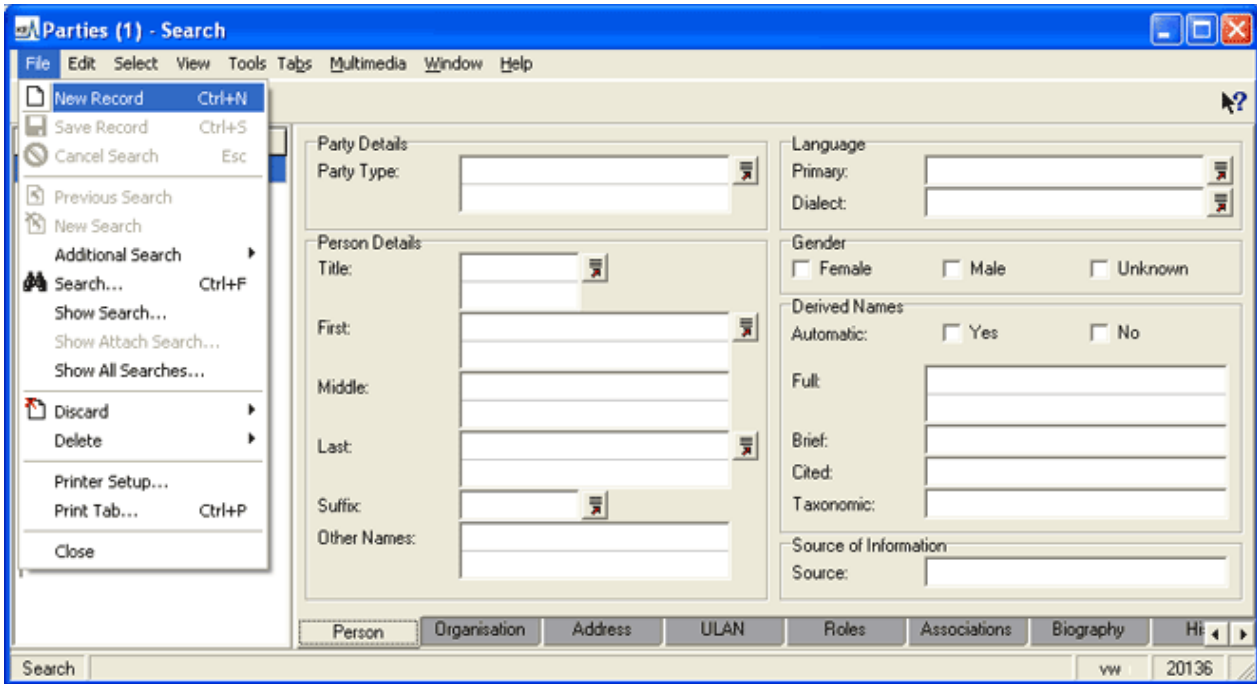 Parties (1) - Search
File Edit Select View Tools Tabs Multimedia Window Help
New Record Ctrl+N
Save Record Ctrl+S
Cancel Search Esc
Previous Search
New Search
Additional Search
Search... Ctrl+F
Show Search...
Show Attach Search...
Show All Searches...
Discard
Delete
Printer Setup...
Print Tab... Ctrl+P
Close
Party Details
Party Type:
Person Details
Title:
First:
Middle:
Last:
Suffix:
Other Names:
Language
Primary:
Dialect:
Gender
Female Male Unknown
Derived Names
Automatic: Yes No
Full:
Brief:
Cited:
Taxonomic:
Source of Information
Source:
Person Organisation Address ULAN Roles Associations Biography
Search vw 20136